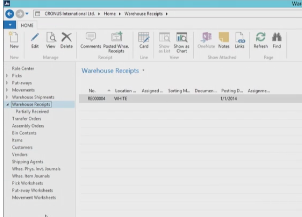 CRONUS International Ltd. ▸ Home ▸ Warehouse Receipts ▸
HOME
New Edit View Delete Comments Posted Whse. Receipts Card Show as List Show as Chart OneNote Notes Links Refresh Find
New Manage Receipt Line View Show Attached Page
Role Center
Picks
Put-aways
Movements
Warehouse Shipments
Warehouse Receipts
Partially Received
Transfer Orders
Assembly Orders
Bin Contents
Items
Customers
Vendors
Shipping Agents
Whse. Phys. Invt. Journals
Whse. Item Journals
Pick Worksheets
Put-away Worksheets
Movement Worksheets
Warehouse Receipts
No. Location ... Assigned ... Sorting M... Documen... Posting D... Assignme...
RE000004 WHITE 1/1/2014
War